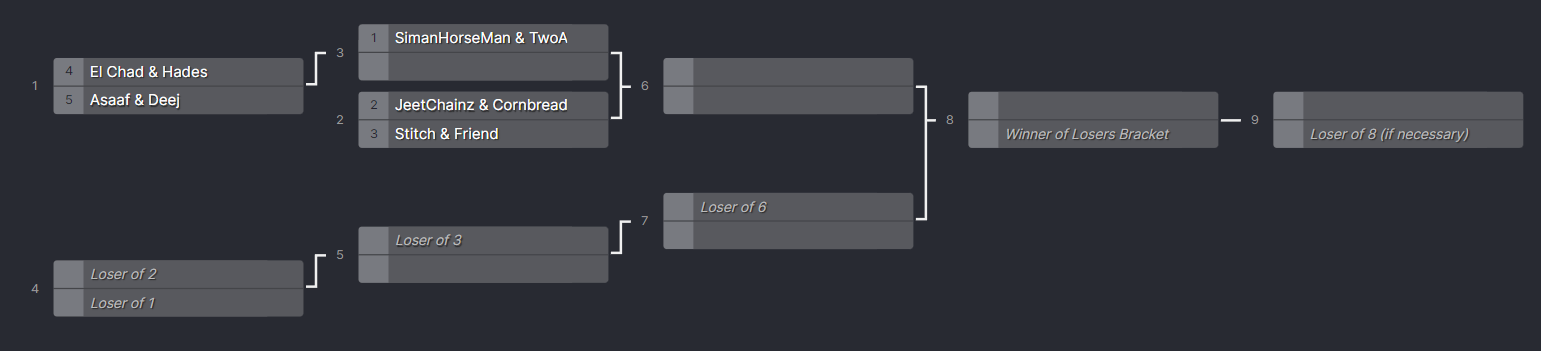 1
4 El Chad & Hades
5 Asaaf & Deej
3
1 SimanHorseMan & TwoA
2
2 JeetChainz & Cornbread
3 Stitch & Friend
6
8
Winner of Losers Bracket
9
Loser of 8 (if necessary)
4
Loser of 2
Loser of 1
5
Loser of 3
7
Loser of 6